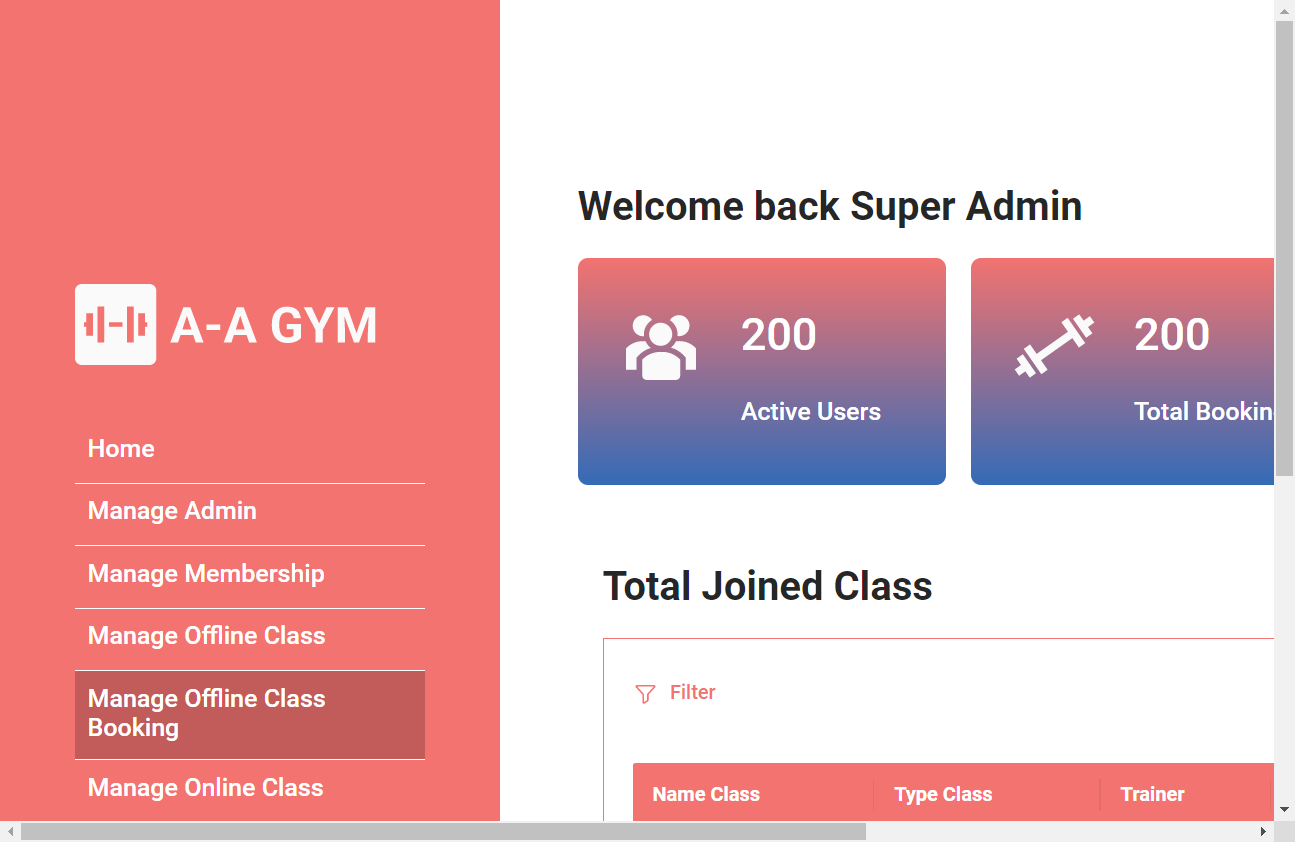 A-A GYM
Home
Manage Admin
Manage Membership
Manage Offline Class
Manage Offline Class
Booking
Manage Online Class
Welcome back Super Admin
200
Active Users
200
Total Bookin
Total Joined Class
Filter
Name Class
Type Class
Trainer